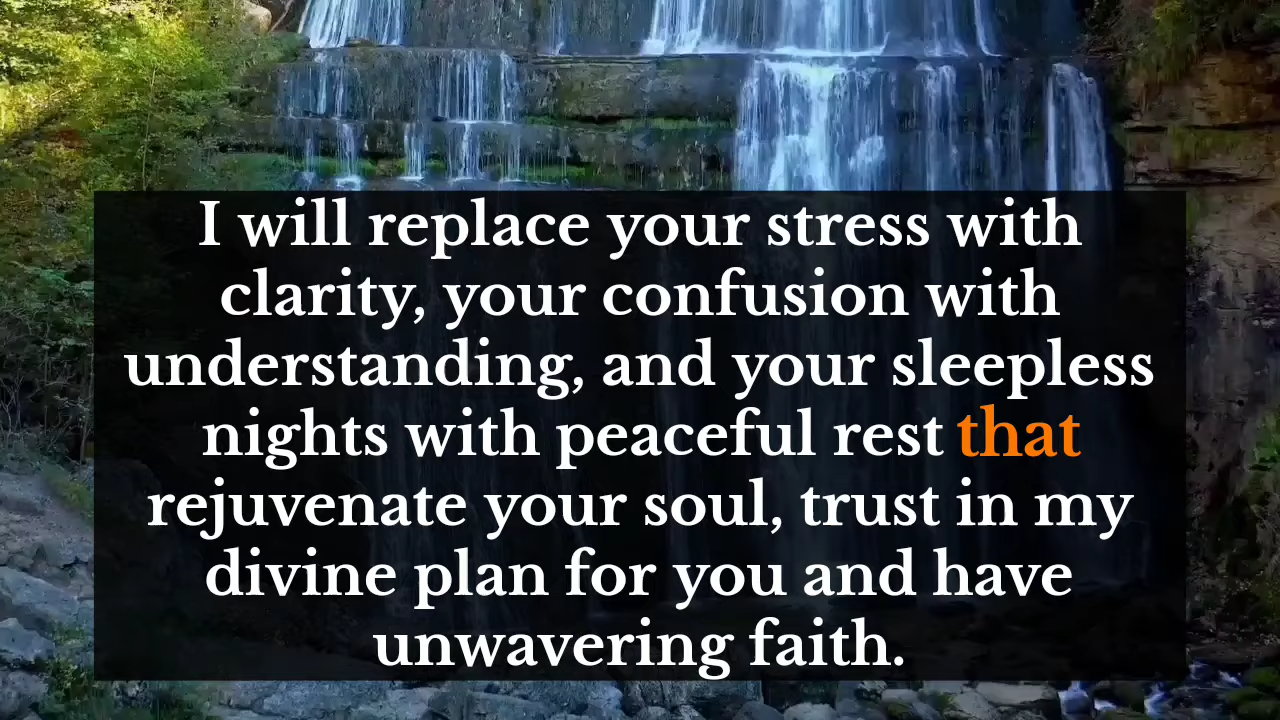 I will replace your stress with
clarity, your confusion with
understanding, and your sleepless
nights with peaceful rest that
rejuvenate your soul, trust in my
divine plan for you and have
unwavering faith.